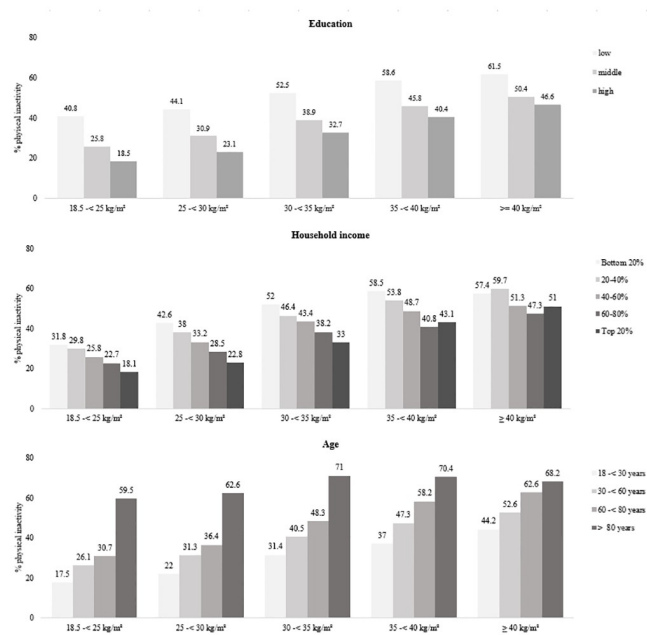 Education
% phyiscal inactivity
80
60
40
20
0
40.8
25.8
18.5
44.1
30.9
23.1
52.5
38.9
32.7
58.6
45.8
40.4
61.5
50.4
46.6
18.5 -< 25 kg/m²
25 -< 30 kg/m²
30 -< 35 kg/m²
35 -< 40 kg/m²
>= 40 kg/m²
low
middle
high
Household income
% physical inactivity
80
60
40
20
0
31.8
29.8
25.8
22.7
18.1
42.6
38
33.2
28.5
22.8
52
46.4
43.4
38.2
33
58.5
53.8
48.7
40.8
43.1
57.4
59.7
51.3
47.3
51
18.5 -< 25 kg/m²
25 -< 30 kg/m²
30 -< 35 kg/m²
35 -< 40 kg/m²
≥ 40 kg/m²
Bottom 20%
20-40%
40-60%
60-80%
Top 20%
Age
% physical inactivity
80
60
40
20
0
17.5
26.1
30.7
59.5
22
31.3
36.4
62.6
31.4
40.5
48.3
71
37
47.3
58.2
70.4
44.2
52.6
62.6
68.2
18.5 -< 25 kg/m²
25 -< 30 kg/m²
30 -< 35 kg/m²
35 -< 40 kg/m²
≥ 40 kg/m²
18 -< 30 years
30 -< 60 years
60 -< 80 years
> 80 years